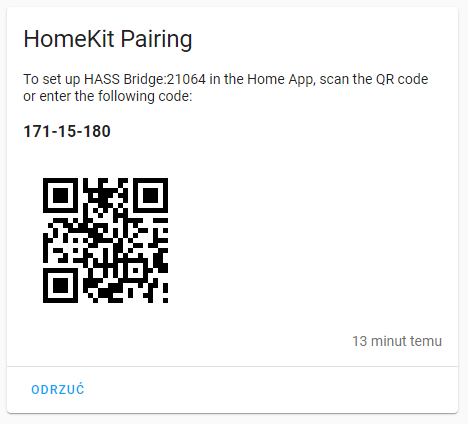 HomeKit Pairing
To set up HASS Bridge:21064 in the Home App, scan the QR code
or enter the following code:
171-15-180
13 minut temu
ODRZUĆ